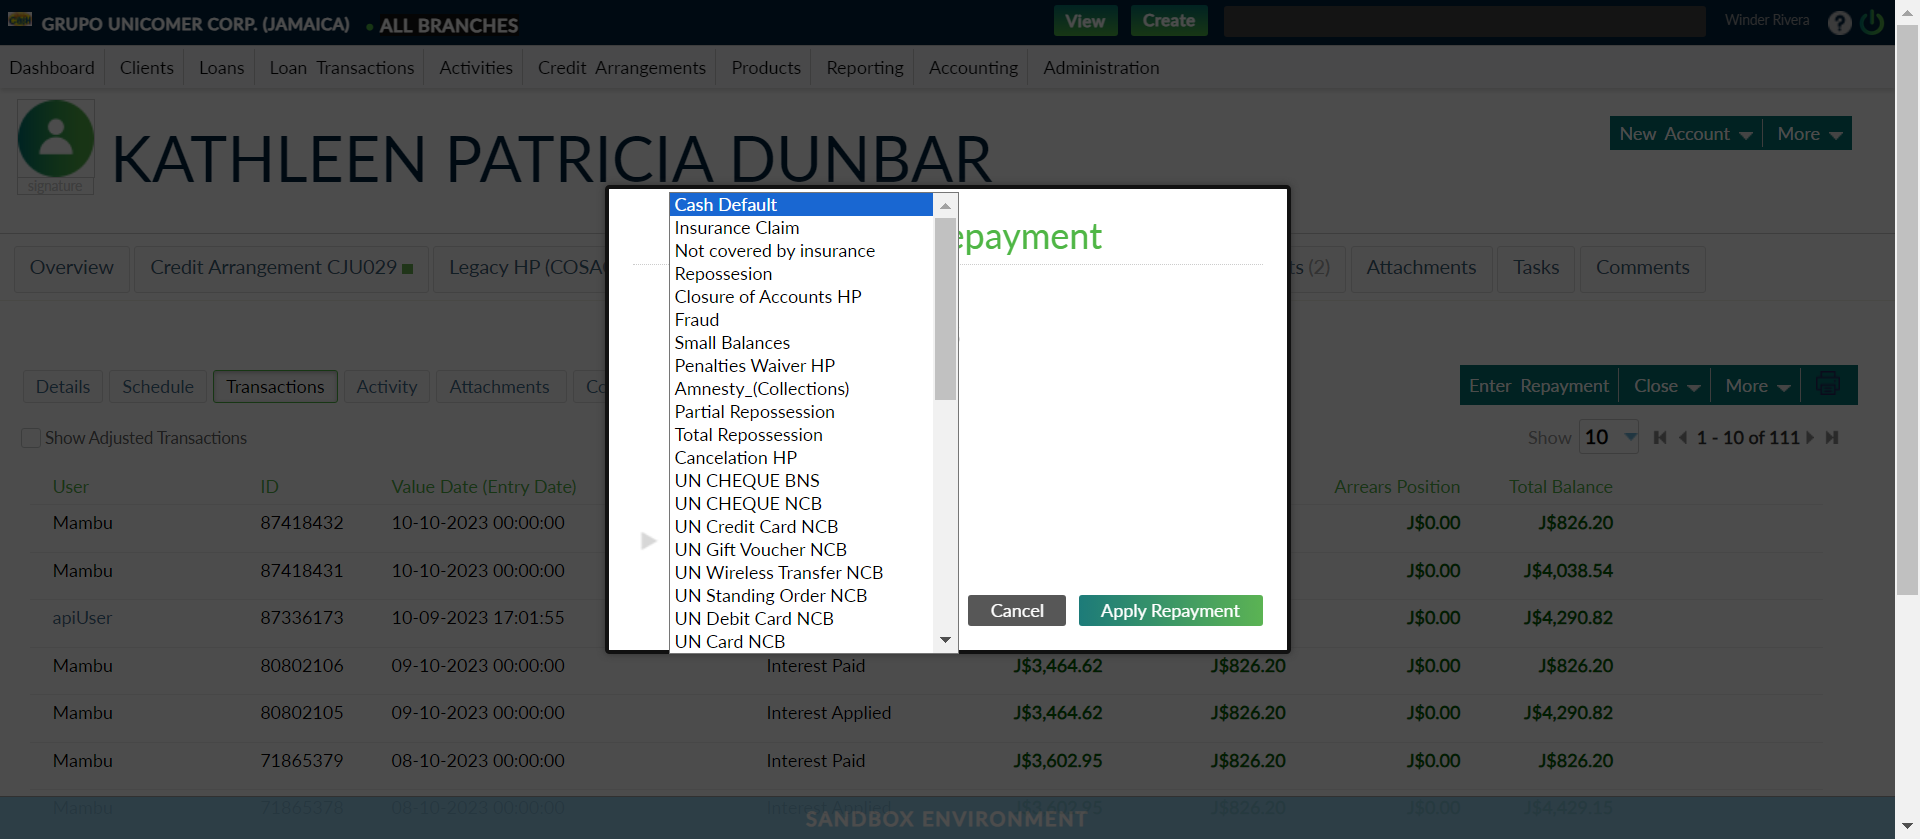 GRUPO UNICOMER CORP. (JAMAICA) ALL BRANCHES View Create Winder Rivera ?
Dashboard Clients Loans Loan Transactions Activities Credit Arrangements Products Reporting Accounting Administration
KATHLEEN PATRICIA DUNBAR
signature
New Account More
epayment
Overview Credit Arrangement CJU029 Legacy HP (COSA ts (2) Attachments Tasks Comments
Cash Default
Insurance Claim
Not covered by insurance
Repossesion
Closure of Accounts HP
Fraud
Small Balances
Penalties Waiver HP
Amnesty_(Collections)
Partial Repossession
Total Repossession
Cancelation HP
UN CHEQUE BNS
UN CHEQUE NCB
UN Credit Card NCB
UN Gift Voucher NCB
UN Wireless Transfer NCB
UN Standing Order NCB
UN Debit Card NCB
UN Card NCB
Cancel Apply Repayment
Details Schedule Transactions Activity Attachments Co Enter Repayment Close More
Show Adjusted Transactions Show 10 1 - 10 of 111
User ID Value Date (Entry Date) Arrears Position Total Balance
Mambu 87418432 10-10-2023 00:00:00 J$0.00 J$826.20
Mambu 87418431 10-10-2023 00:00:00 J$0.00 J$4,038.54
apiUser 87336173 10-09-2023 17:01:55 J$0.00 J$4,290.82
Mambu 80802106 09-10-2023 00:00:00 Interest Paid J$3,464.62 J$826.20 J$0.00 J$826.20
Mambu 80802105 09-10-2023 00:00:00 Interest Applied J$3,464.62 J$826.20 J$0.00 J$4,290.82
Mambu 71865379 08-10-2023 00:00:00 Interest Paid J$3,602.95 J$826.20 J$0.00 J$826.20
Mambu 71865378 08-10-2023 00:00:00 Interest Applied J$3,602.95 J$826.20 J$0.00 J$4,429.15
SANDBOX ENVIRONMENT